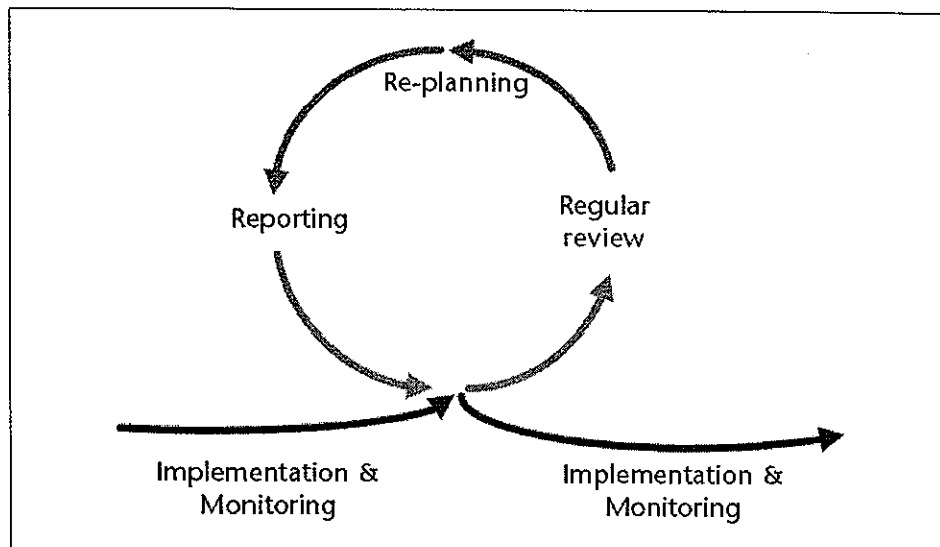 Re-planning
Reporting
Regular
review
Implementation &
Monitoring
Implementation &
Monitoring